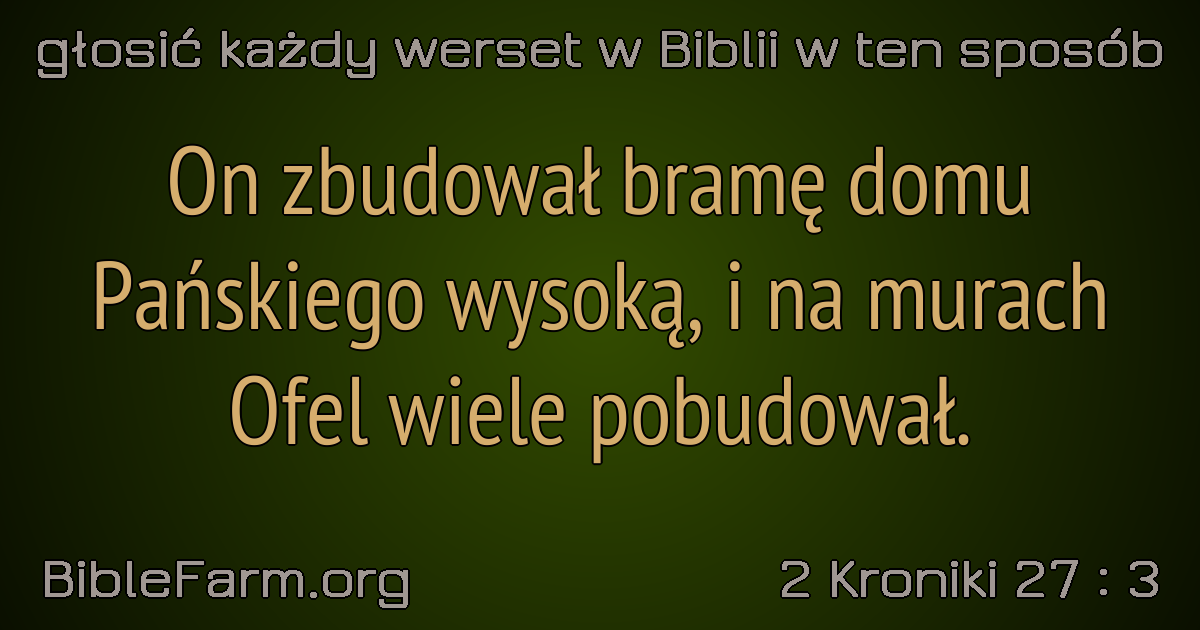 głosić każdy werset w Biblii w ten sposób
On zbudował bramę domu
Pańskiego wysoką, i na murach
Ofel wiele pobudował.
BibleFarm.org
2 Kroniki 27 : 3